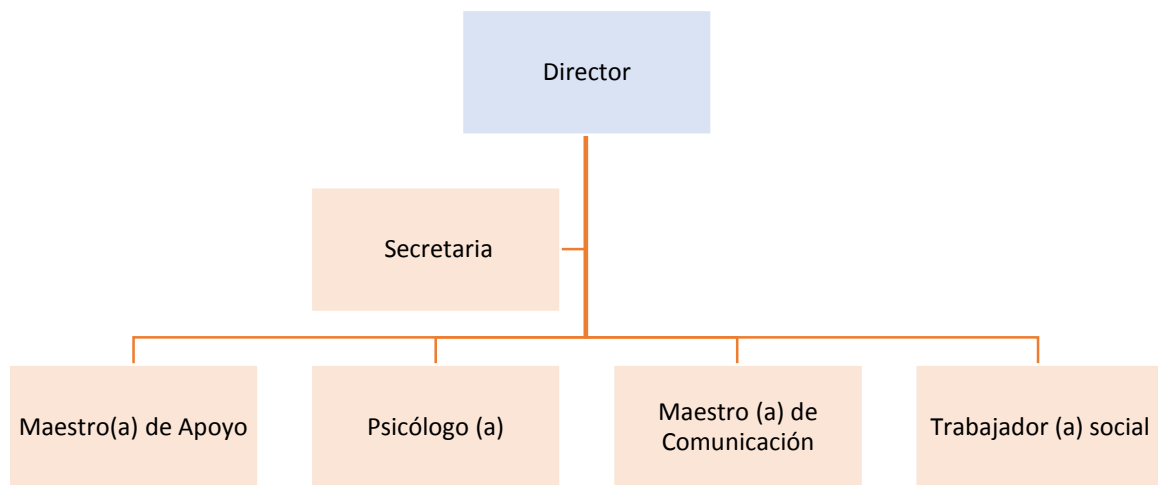 Director
Secretaria
Maestro(a) de Apoyo
Psicólogo (a)
Maestro (a) de
Comunicación
Trabajador (a) social